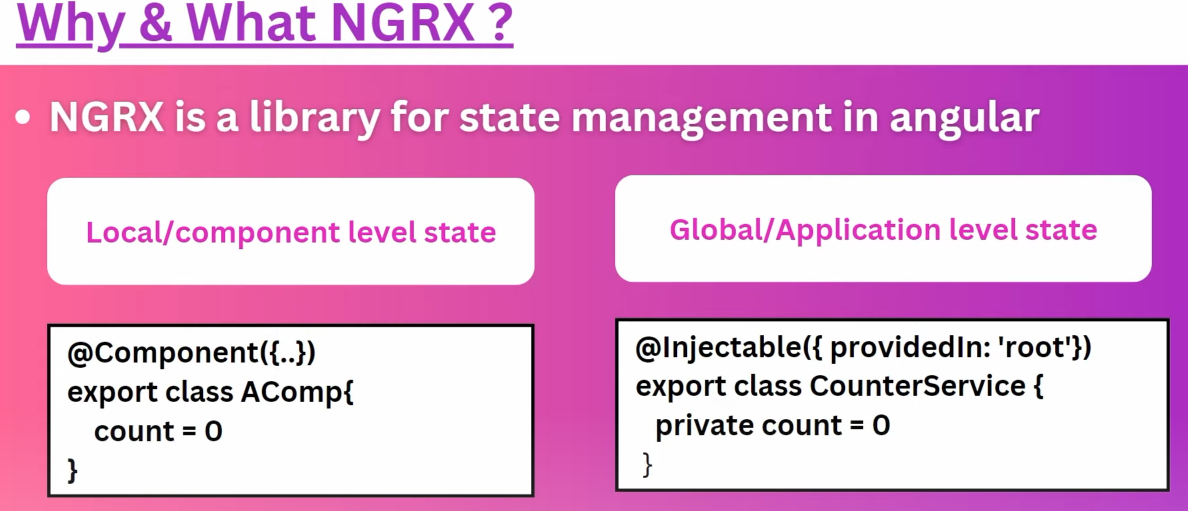 Why & What NGRX ?
• NGRX is a library for state management in angular
Local/component level state
Global/Application level state
@Component({..})
export class AComp{
count = 0
}
@Injectable({ providedIn: 'root'})
export class CounterService {
private count = 0
}